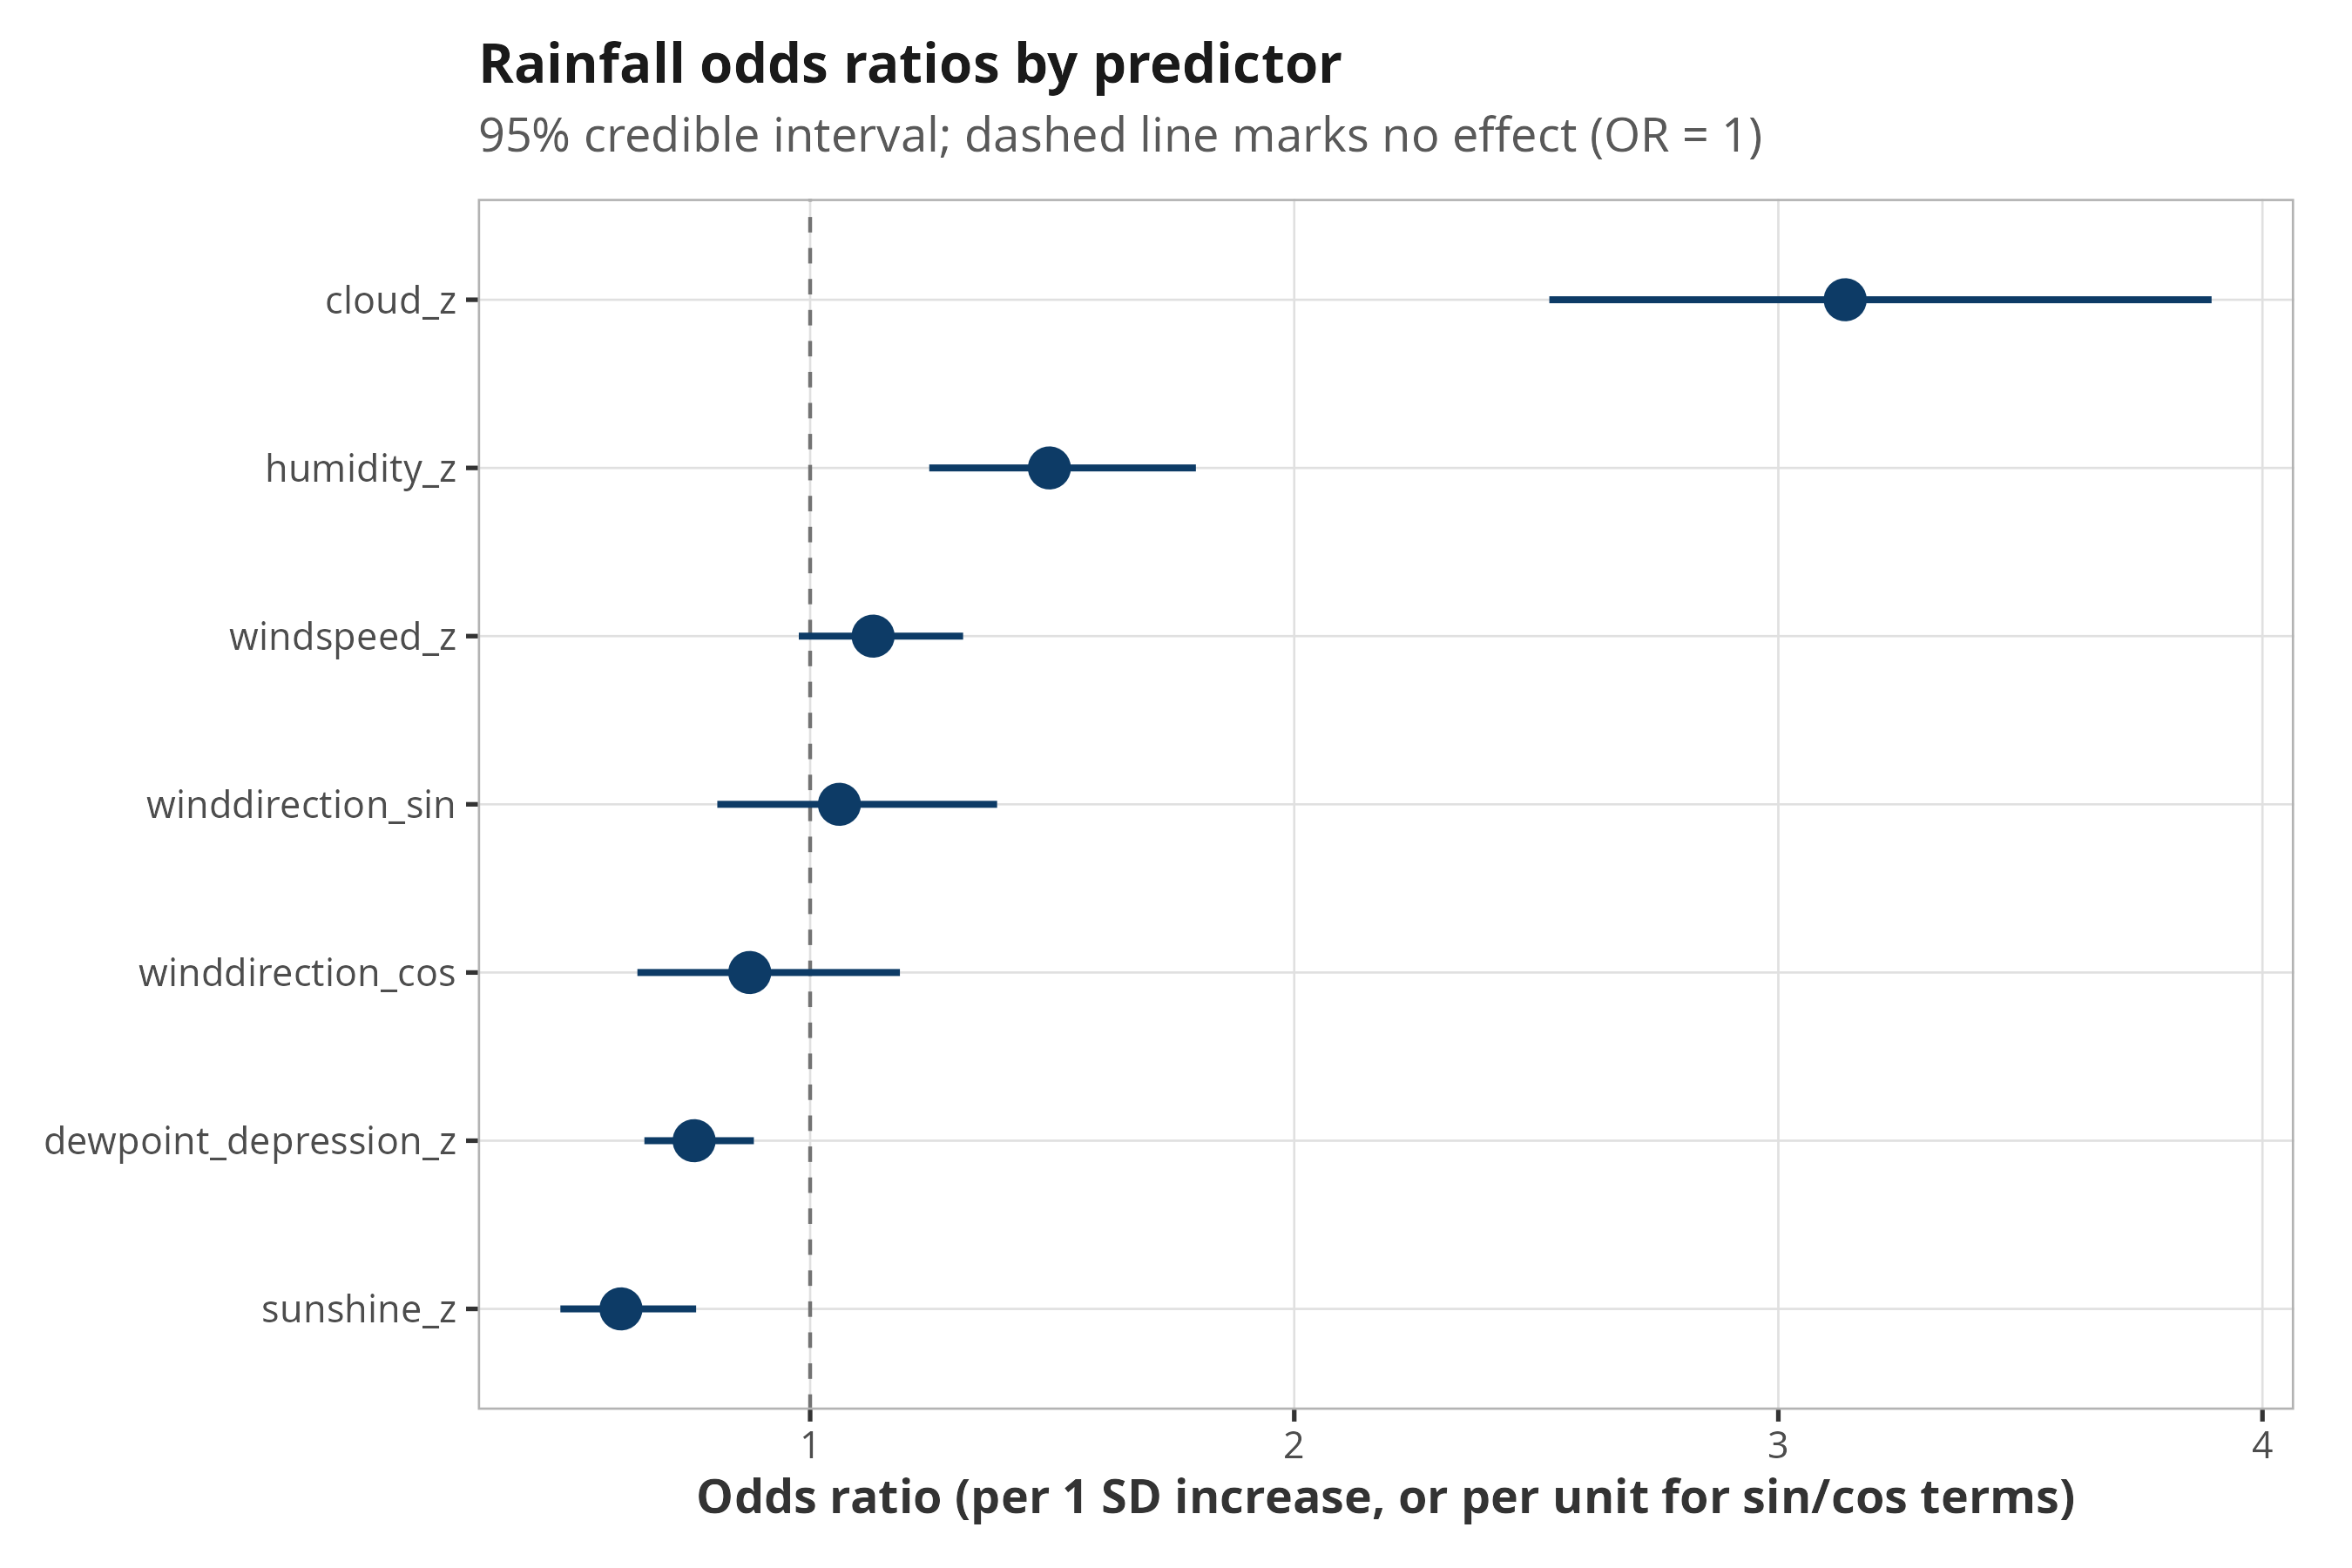 Rainfall odds ratios by predictor
95% credible interval; dashed line marks no effect (OR = 1)
cloud_z
humidity_z
windspeed_z
winddirection_sin
winddirection_cos
dewpoint_depression_z
sunshine_z
1 2 3 4
Odds ratio (per 1 SD increase, or per unit for sin/cos terms)